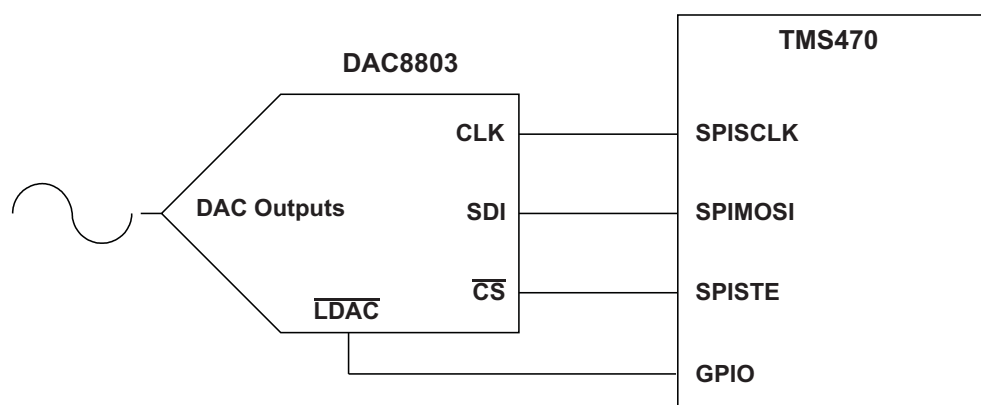 TMS470
DAC8803
CLK
SPISCLK
DAC Outputs
SDI
SPIMOSI
CS
SPISTE
LDAC
GPIO